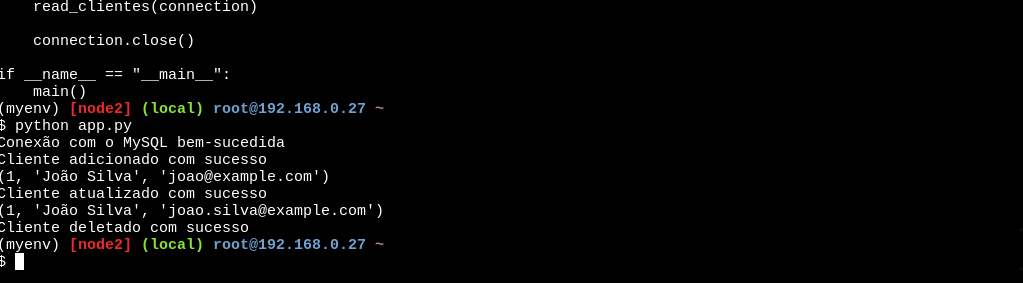 read_clientes(connection)
    connection.close()
if __name__ == "__main__":
    main()
(myenv) [node2] (local) root@192.168.0.27 ~
$ python app.py
Conexão com o MySQL bem-sucedida
Cliente adicionado com sucesso
(1, 'João Silva', 'joao@example.com')
Cliente atualizado com sucesso
(1, 'João Silva', 'joao.silva@example.com')
Cliente deletado com sucesso
(myenv) [node2] (local) root@192.168.0.27 ~
$